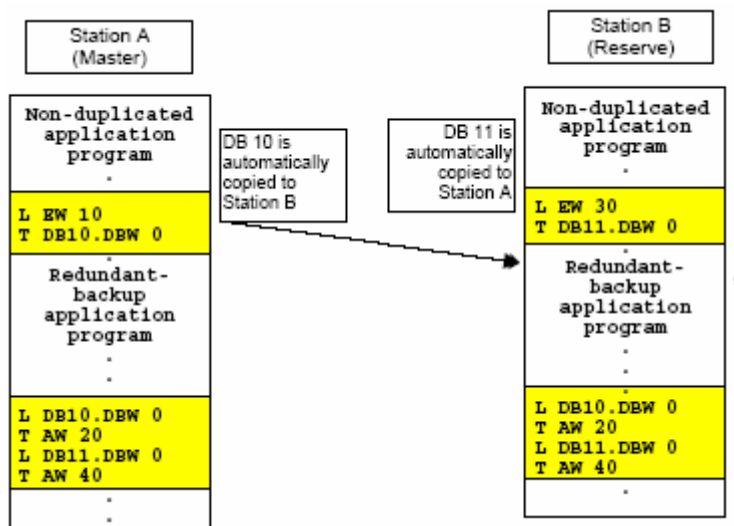 Station A
(Master)
Station B
(Reserve)
Non-duplicated
application
program
.
DB 10 is
automatically
copied to
Station B
DB 11 is
automatically
copied to
Station A
Non-duplicated
application
program
.
L EW 10
T DB10.DBW 0
.
Redundant-
backup
application
program
.
.
L DB10.DBW 0
T AW 20
L DB11.DBW 0
T AW 40
.
.
L EW 30
T DB11.DBW 0
.
Redundant-
backup
application
program
.
.
.
L DB10.DBW 0
T AW 20
L DB11.DBW 0
T AW 40
.